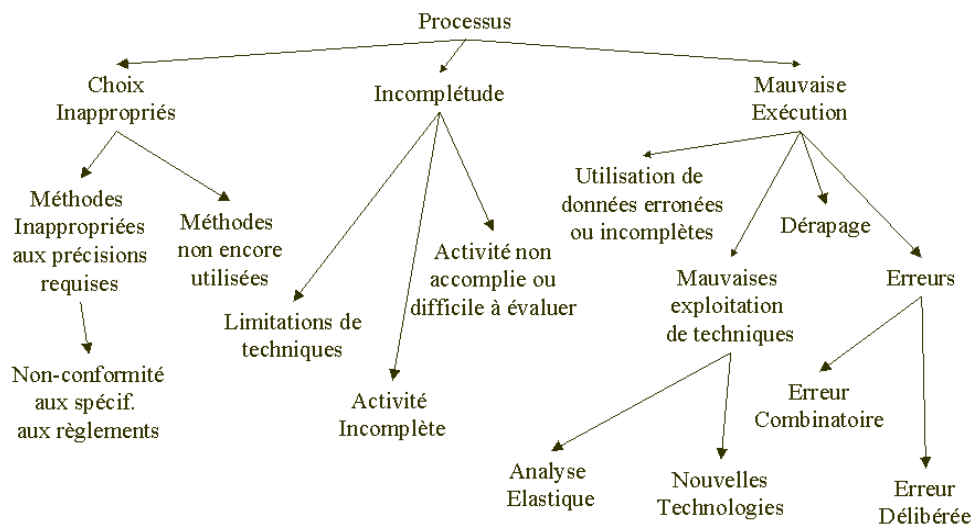 Processus
Choix
Inappropriés
Incomplétude
Mauvaise
Exécution
Méthodes
Inappropriées
aux précisions
requises
Méthodes
non encore
utilisées
Activité non
accomplie ou
difficile à évaluer
Utilisation de
données erronées
ou incomplètes
Dérapage
Limitations de
techniques
Mauvaises
exploitation
de techniques
Erreurs
Non-conformité
aux spécif.
aux règlements
Activité
Incomplète
Erreur
Combinatoire
Analyse
Elastique
Nouvelles
Technologies
Erreur
Délibérée